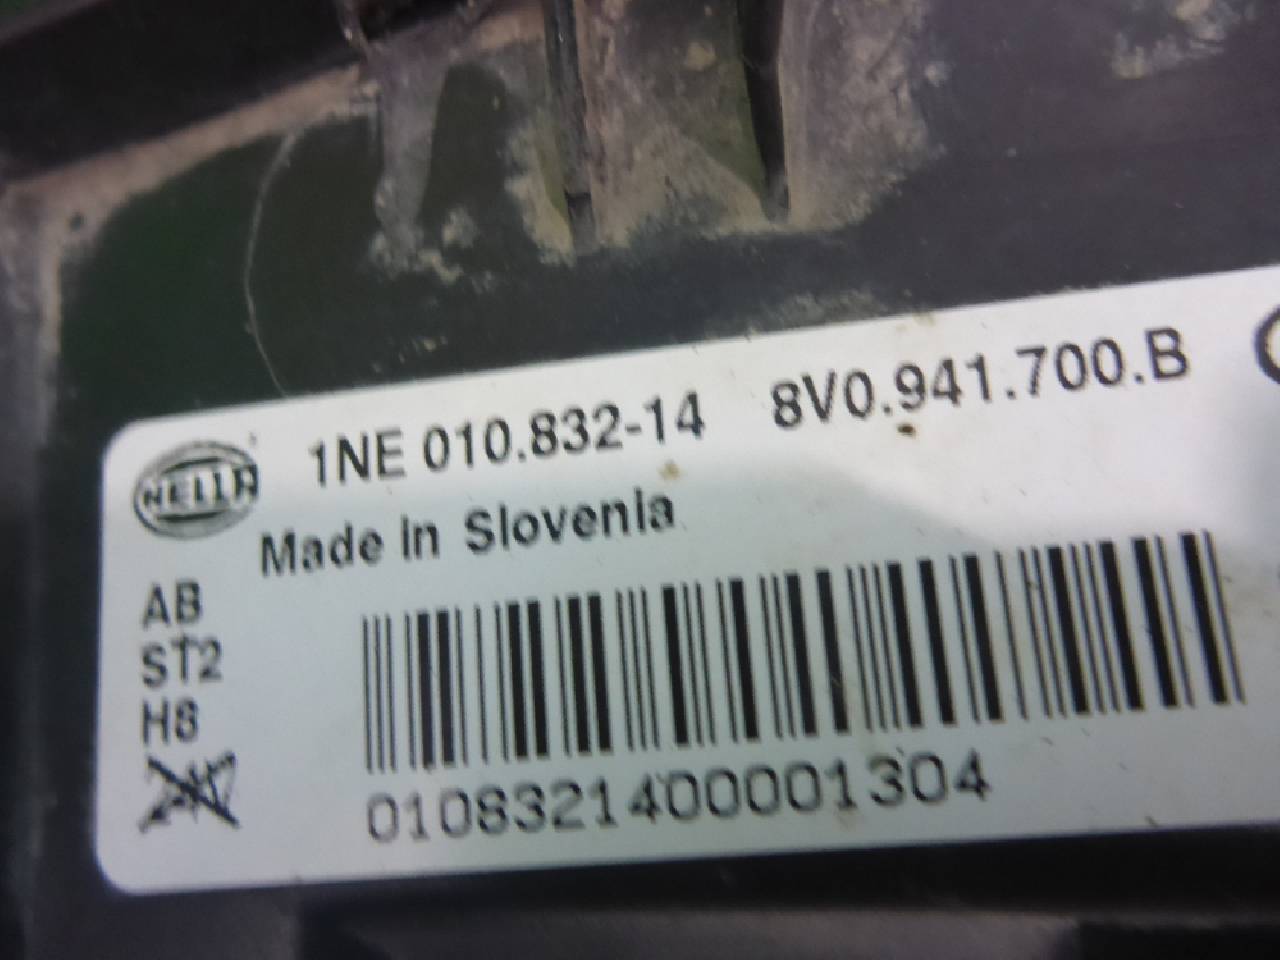 HELLA 1NE 010.832-14 8V0.941.700.B
Made in Slovenia
AB
ST2
H8
010832140001304